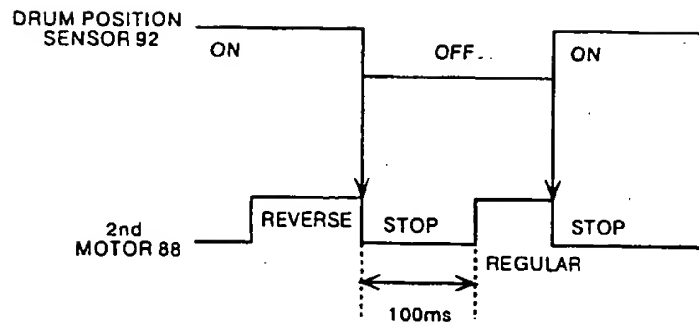 DRUM POSITION
SENSOR 92
ON
OFF
ON
2nd
MOTOR 88
REVERSE
STOP
REGULAR
STOP
100ms